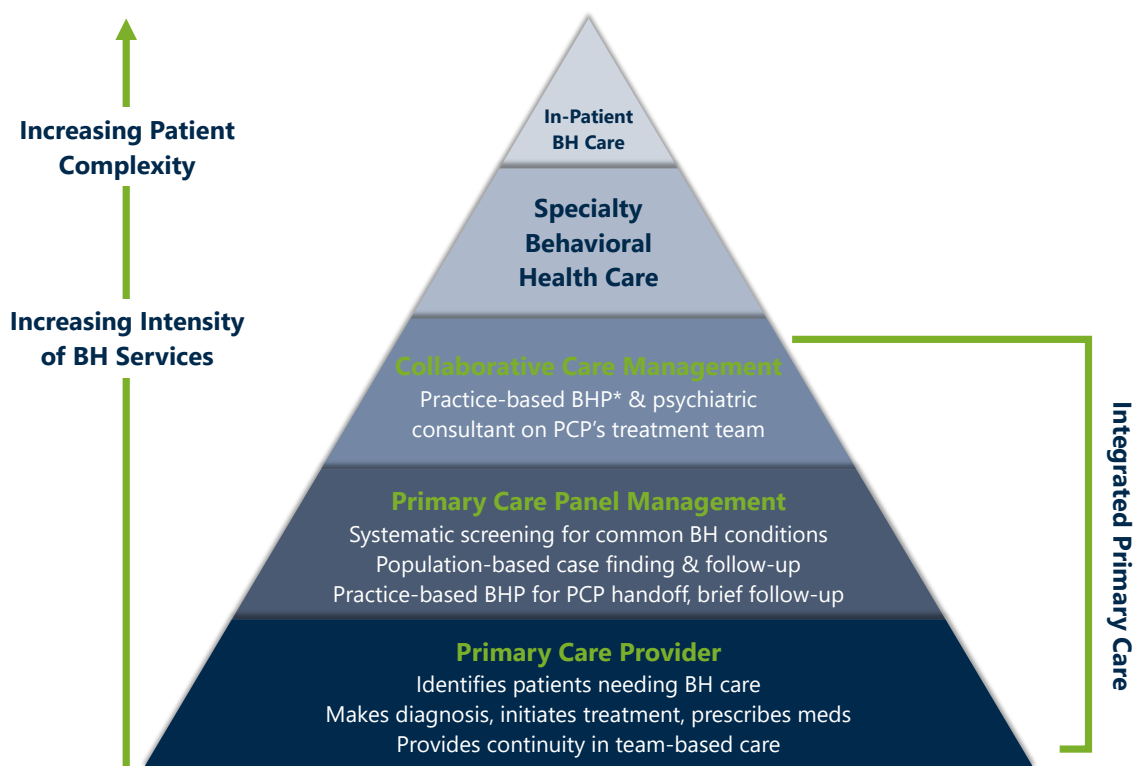 Increasing Patient
Complexity
Increasing Intensity
of BH Services
In-Patient
BH Care
Specialty
Behavioral
Health Care
Collaborative Care Management
Practice-based BHP* & psychiatric
consultant on PCP's treatment team
Primary Care Panel Management
Systematic screening for common BH conditions
Population-based case finding & follow-up
Practice-based BHP for PCP handoff, brief follow-up
Primary Care Provider
Identifies patients needing BH care
Makes diagnosis, initiates treatment, prescribes meds
Provides continuity in team-based care
Integrated Primary Care